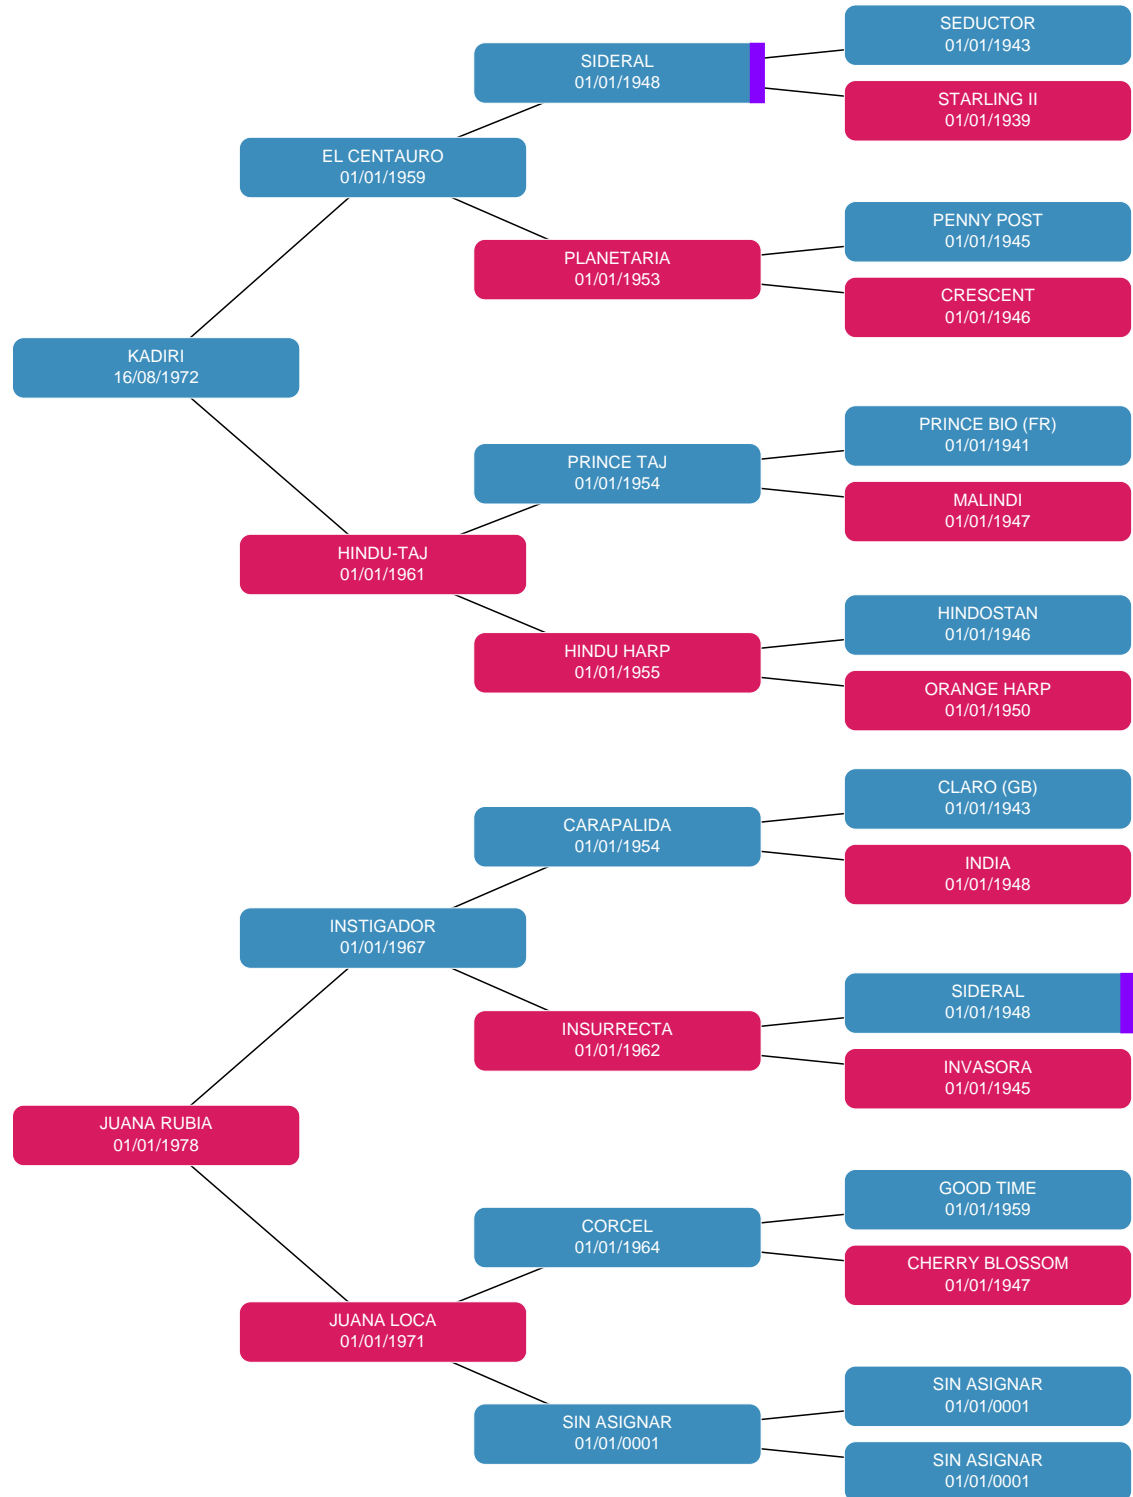 SEDUCTOR
01/01/1943
SIDERAL
01/01/1948
STARLING II
01/01/1939
EL CENTAURO
01/01/1959
PENNY POST
01/01/1945
PLANETARIA
01/01/1953
CRESCENT
01/01/1946
KADIRI
16/08/1972
PRINCE BIO (FR)
01/01/1941
PRINCE TAJ
01/01/1954
MALINDI
01/01/1947
HINDU-TAJ
01/01/1961
HINDOSTAN
01/01/1946
HINDU HARP
01/01/1955
ORANGE HARP
01/01/1950
CLARO (GB)
01/01/1943
CARAPALIDA
01/01/1954
INDIA
01/01/1948
INSTIGADOR
01/01/1967
SIDERAL
01/01/1948
INSURRECTA
01/01/1962
INVASORA
01/01/1945
JUANA RUBIA
01/01/1978
GOOD TIME
01/01/1959
CORCEL
01/01/1964
CHERRY BLOSSOM
01/01/1947
JUANA LOCA
01/01/1971
SIN ASIGNAR
01/01/0001
SIN ASIGNAR
01/01/0001
SIN ASIGNAR
01/01/0001